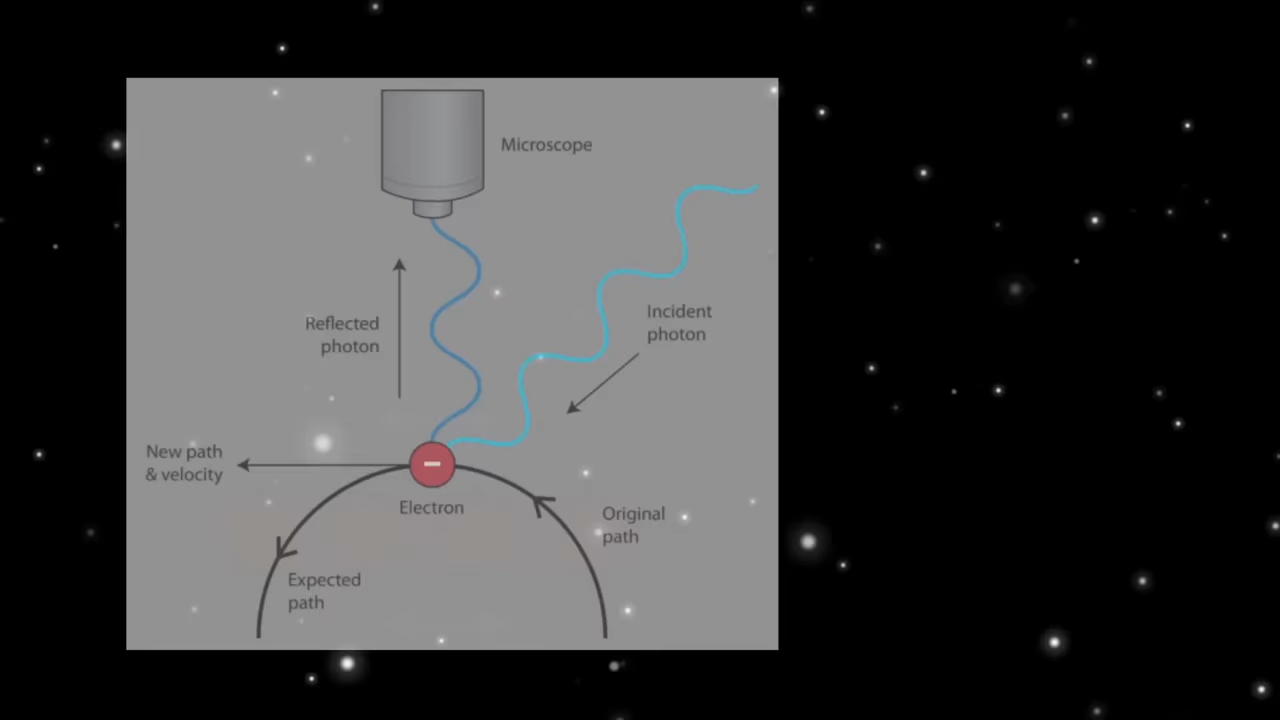 Microscope
Incident
photon
Reflected
photon
New path
& velocity
Electron
Original
path
Expected
path